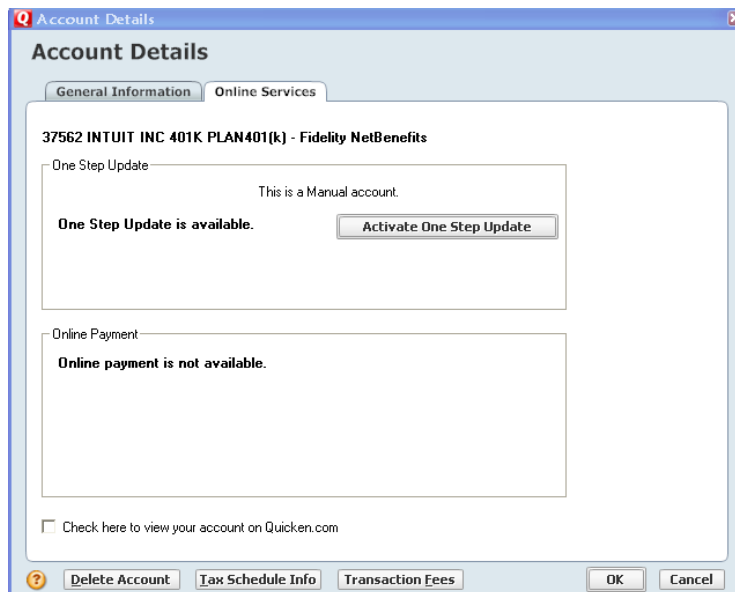 Q Account Details
Account Details
General Information Online Services
37562 INTUIT INC 401K PLAN401(k) - Fidelity NetBenefits
One Step Update
This is a Manual account.
One Step Update is available. Activate One Step Update
Online Payment
Online payment is not available.
Check here to view your account on Quicken.com
? Delete Account Tax Schedule Info Transaction Fees OK Cancel